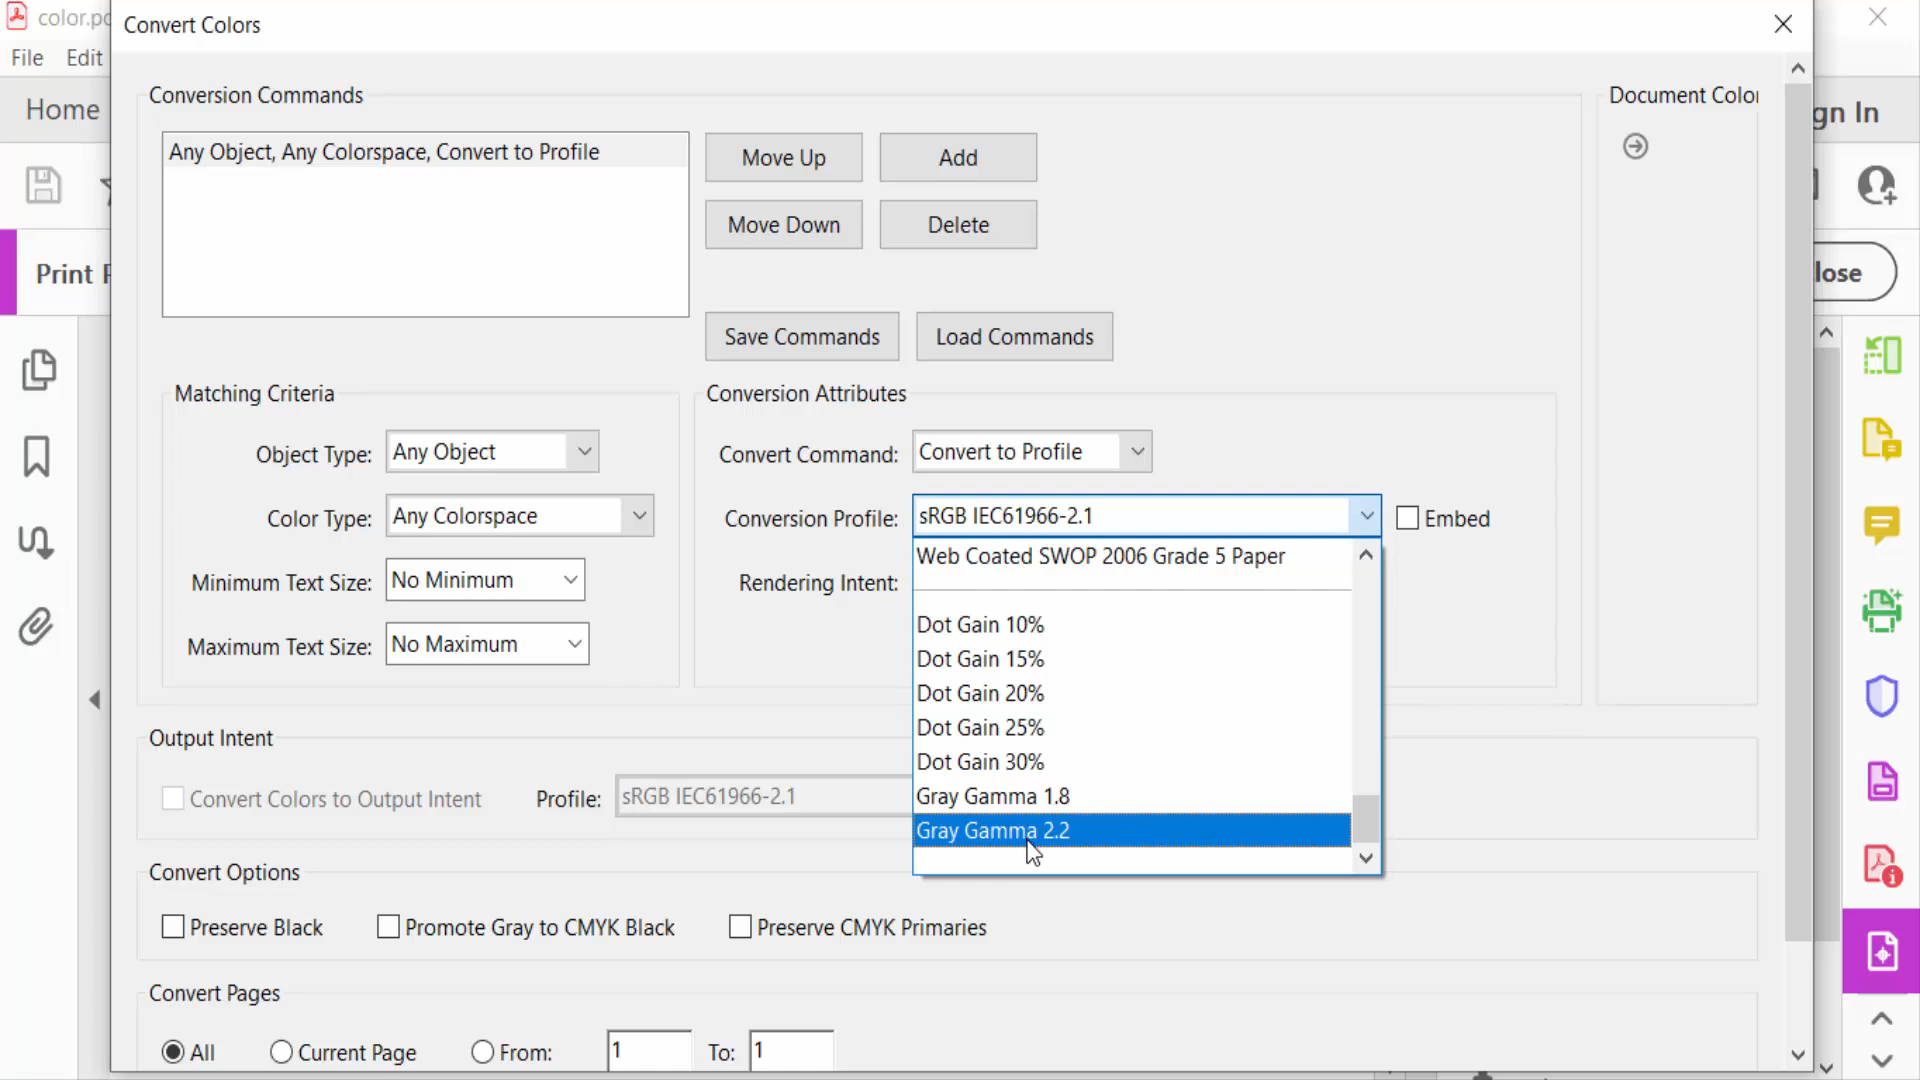 color.pd
Convert Colors
File Edit
Home
gn In
Print P
lose
Conversion Commands
Document Color
Any Object, Any Colorspace, Convert to Profile
Move Up
Add
Move Down
Delete
Save Commands
Load Commands
Matching Criteria
Object Type: Any Object
Color Type: Any Colorspace
Minimum Text Size: No Minimum
Maximum Text Size: No Maximum
Conversion Attributes
Convert Command: Convert to Profile
Conversion Profile: sRGB IEC61966-2.1
Embed
Rendering Intent:
Web Coated SWOP 2006 Grade 5 Paper
Dot Gain 10%
Dot Gain 15%
Dot Gain 20%
Dot Gain 25%
Dot Gain 30%
Gray Gamma 1.8
Gray Gamma 2.2
Output Intent
Convert Colors to Output Intent
Profile: sRGB IEC61966-2.1
Convert Options
Preserve Black
Promote Gray to CMYK Black
Preserve CMYK Primaries
Convert Pages
All
Current Page
From: 1 To: 1